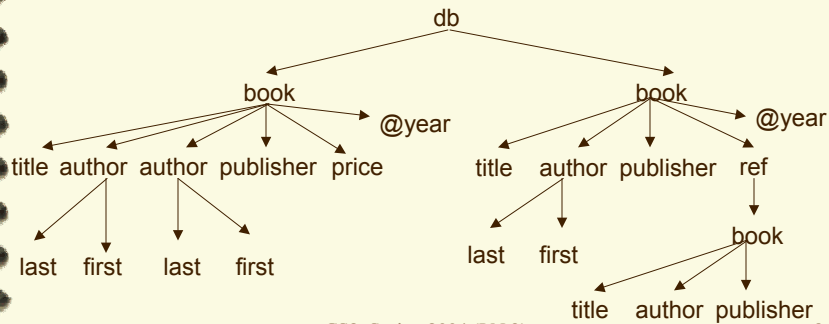 db
book book
@year @year
title author author publisher price title author publisher ref
last first last first last first book
title author publisher